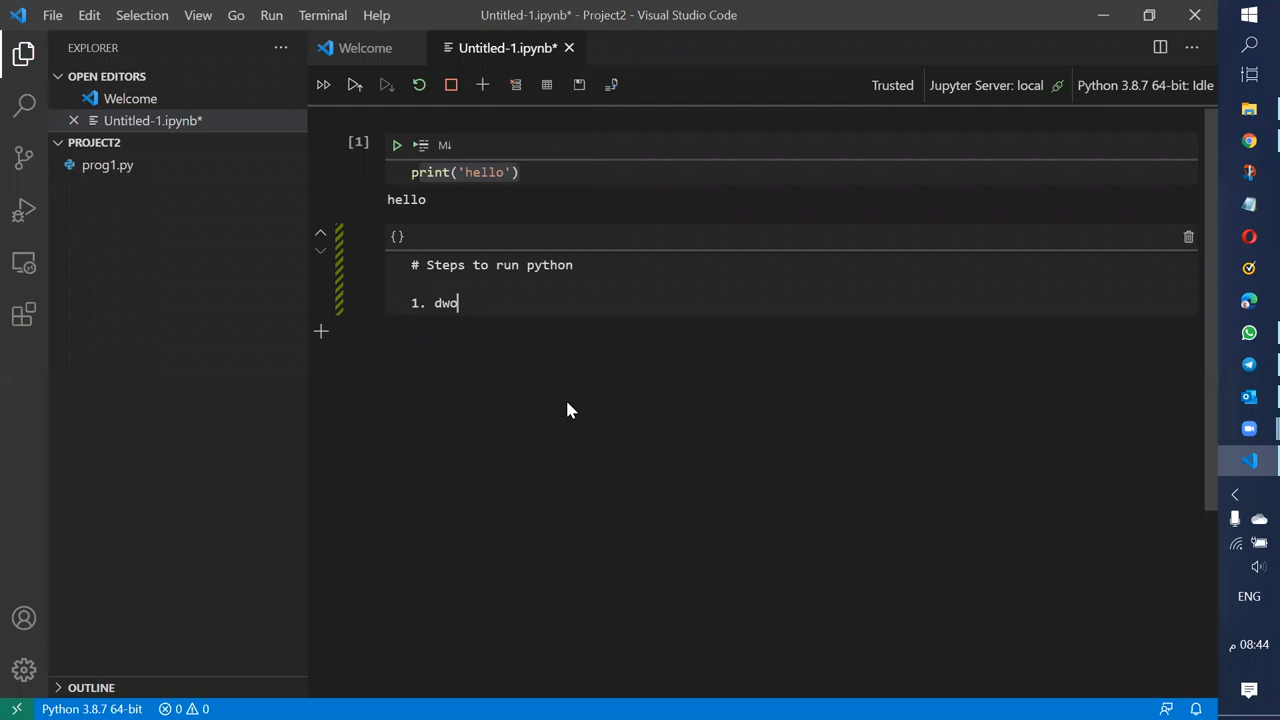 File Edit Selection View Go Run Terminal Help
Untitled-1.ipynb* - Project2 - Visual Studio Code
EXPLORER
OPEN EDITORS
Welcome
Untitled-1.ipynb*
PROJECT2
prog1.py
OUTLINE
Welcome
Untitled-1.ipynb*
Trusted
Jupyter Server: local
Python 3.8.7 64-bit: Idle
[1]
M↓
print('hello')
hello
{}
# Steps to run python
1. dwo
Python 3.8.7 64-bit
0
0
ENG
08:44 م